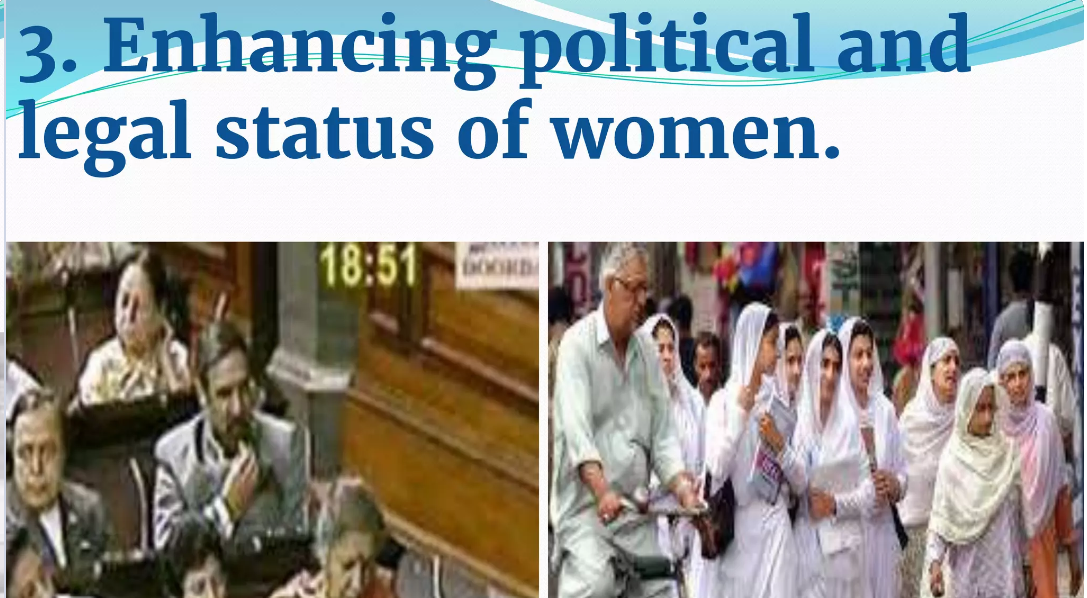 3. Enhancing political and
legal status of women.
18:51